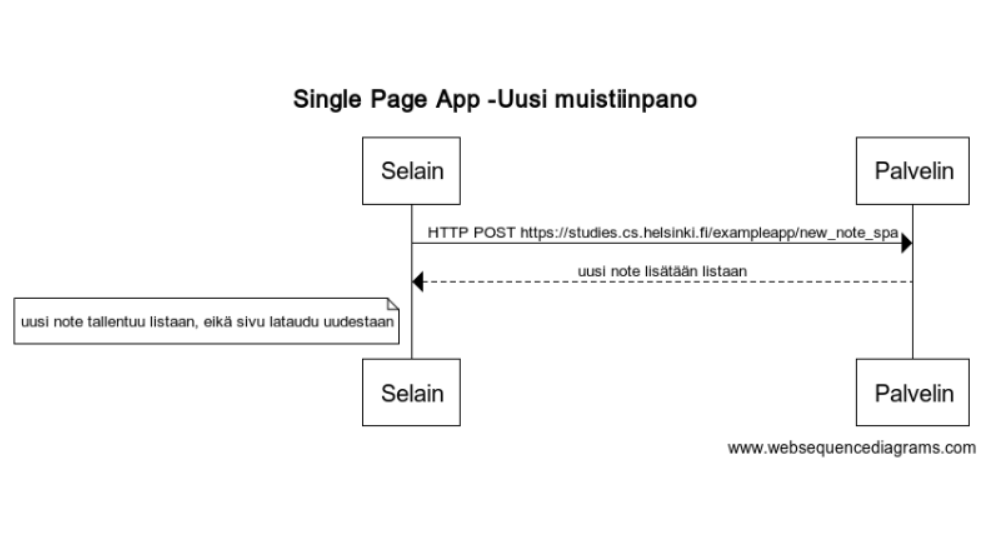 Single Page App -Uusi muistiinpano
Selain
Palvelin
HTTP POST https://studies.cs.helsinki.fi/exampleapp/new_note_spa
uusi note lisätään listaan
uusi note tallentuu listaan, eikä sivu lataudu uudestaan
Selain
Palvelin
www.websequencediagrams.com